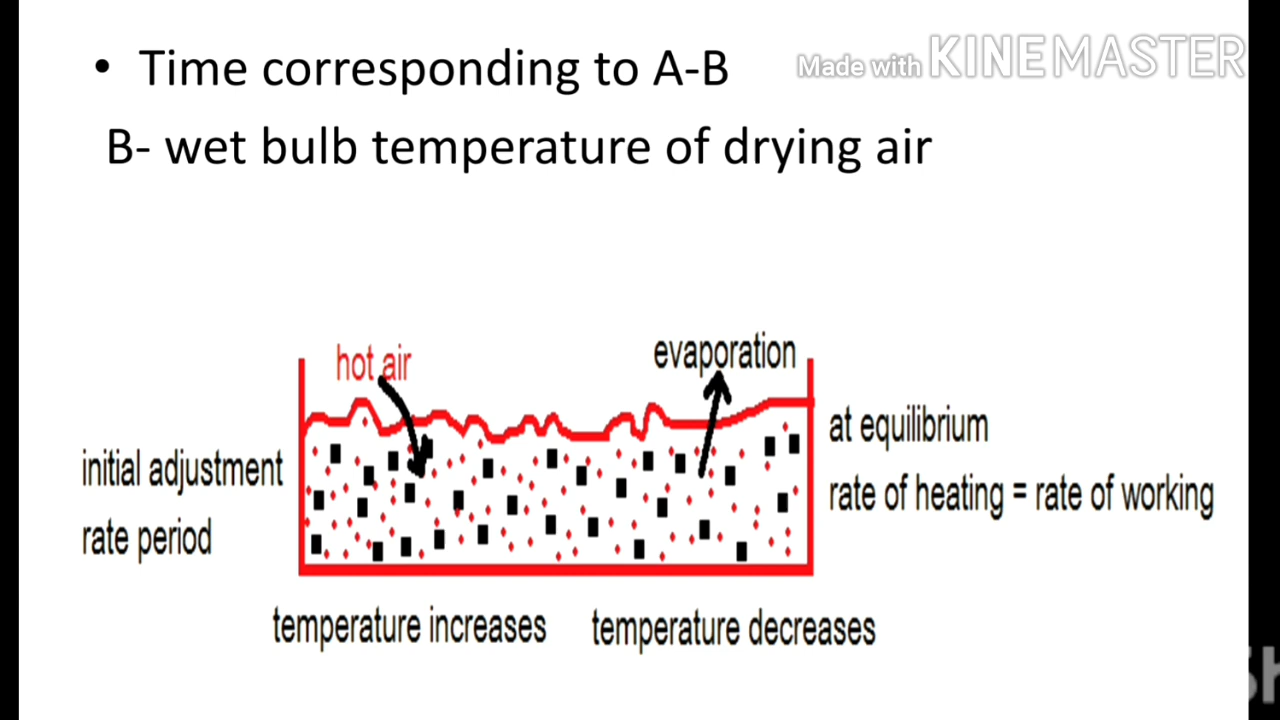 • Time corresponding to A-B
Made with KINEMASTER
B- wet bulb temperature of drying air
hot air
evaporation
initial adjustment
rate period
at equilibrium
rate of heating = rate of working
temperature increases
temperature decreases